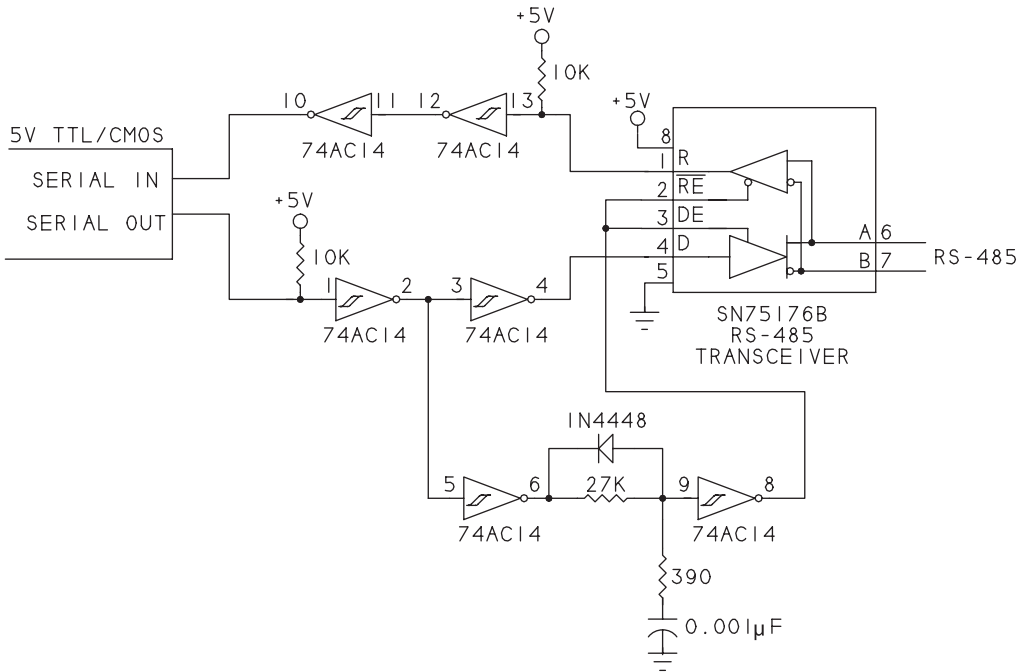 +5V
10K
10
11
12
13
74AC14
74AC14
+5V
8
1
R
2
RE
3
DE
4
D
5
A
6
B
7
RS-485
SN75176B
RS-485
TRANSCEIVER
5V TTL/CMOS
SERIAL IN
SERIAL OUT
+5V
10K
1
2
3
4
74AC14
74AC14
1N4448
5
6
27K
9
8
74AC14
74AC14
390
0.001µF